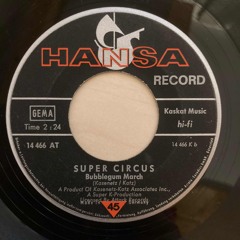 HANSA
RECORD
GEMA
Kaskat Music
Time 2:24
hi-fi
14 466 AT
14 466 K b
SUPER CIRCUS
Bubblegum March
(Kasenetz / Katz)
A Product Of Kasenetz-Katz Associates Inc.,
A Super K-Production
45